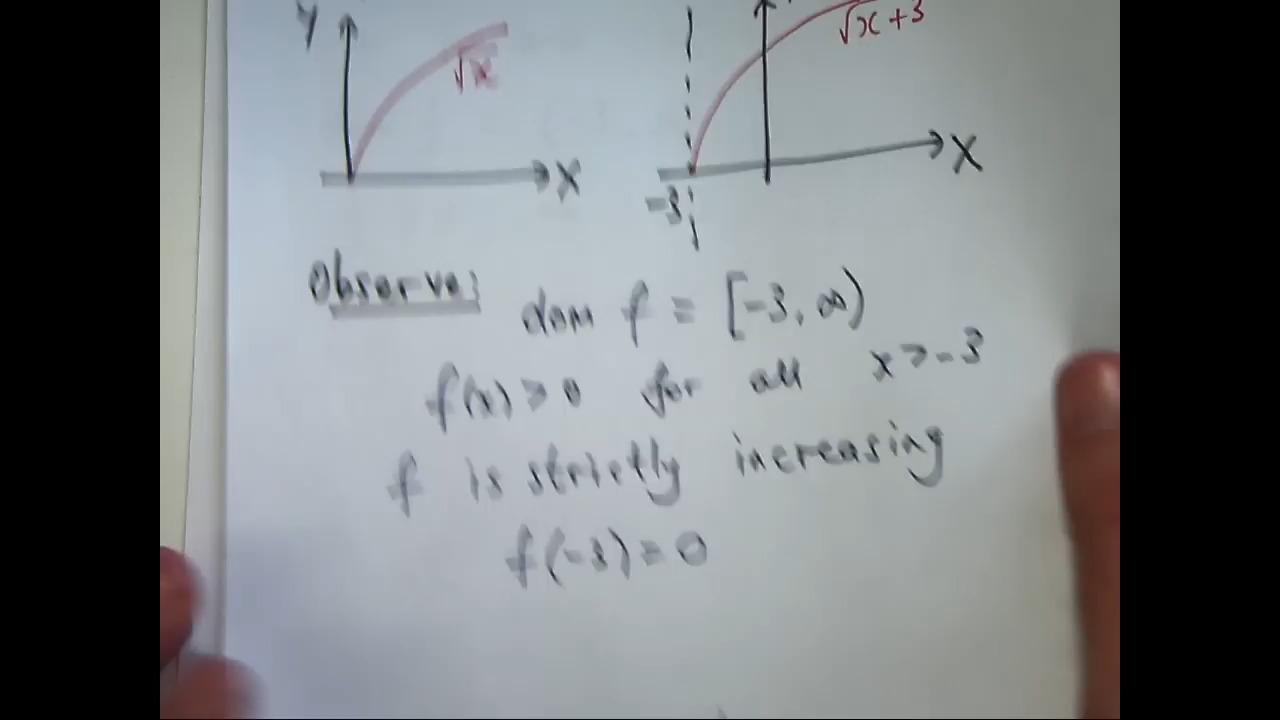 y
√x
x
-3
√x+3
x
Observe:
dom f = [-3, ∞)
f(x) > 0 for all x > -3
f is strictly increasing
f(-3) = 0